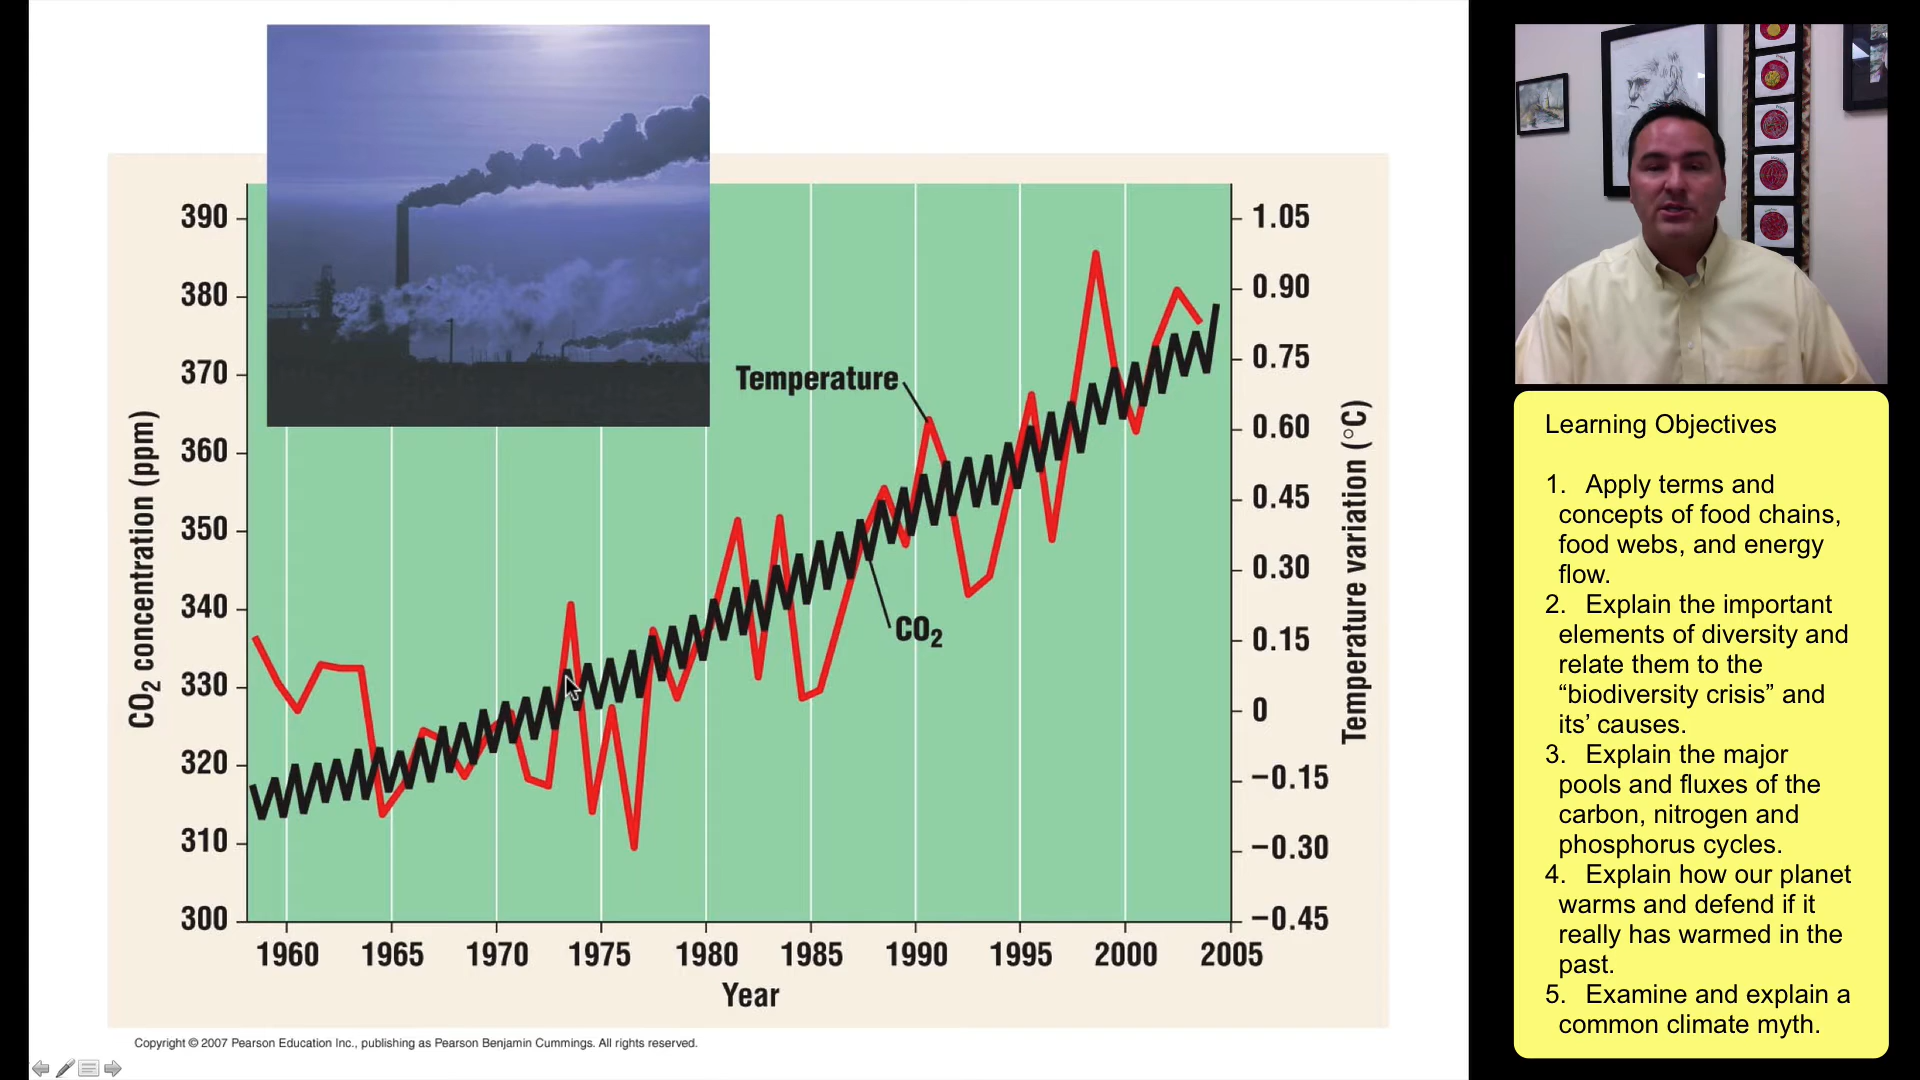 390
380
370
360
350
340
330
320
310
300
CO₂ concentration (ppm)
Temperature
CO₂
1.05
0.90
0.75
0.60
0.45
0.30
0.15
0
−0.15
−0.30
−0.45
Temperature variation (°C)
1960 1965 1970 1975 1980 1985 1990 1995 2000 2005
Year
Copyright © 2007 Pearson Education Inc., publishing as Pearson Benjamin Cummings. All rights reserved.
Learning Objectives
1. Apply terms and
concepts of food chains,
food webs, and energy
flow.
2. Explain the important
elements of diversity and
relate them to the
“biodiversity crisis” and
its’ causes.
3. Explain the major
pools and fluxes of the
carbon, nitrogen and
phosphorus cycles.
4. Explain how our planet
warms and defend if it
really has warmed in the
past.
5. Examine and explain a
common climate myth.